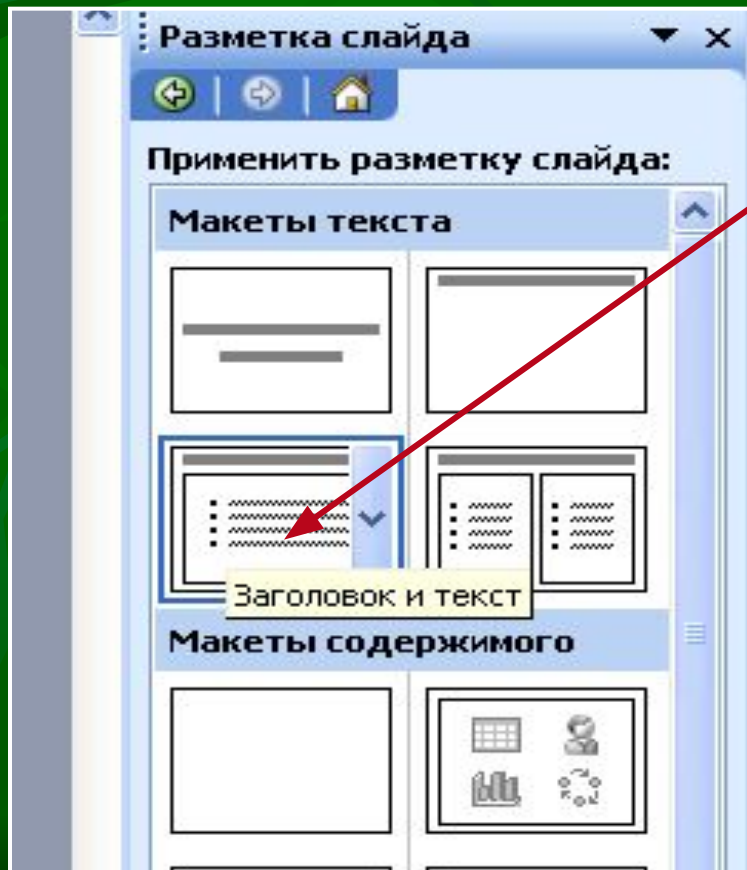 Разметка слайда
Применить разметку слайда:
Макеты текста
Заголовок и текст
Макеты содержимого